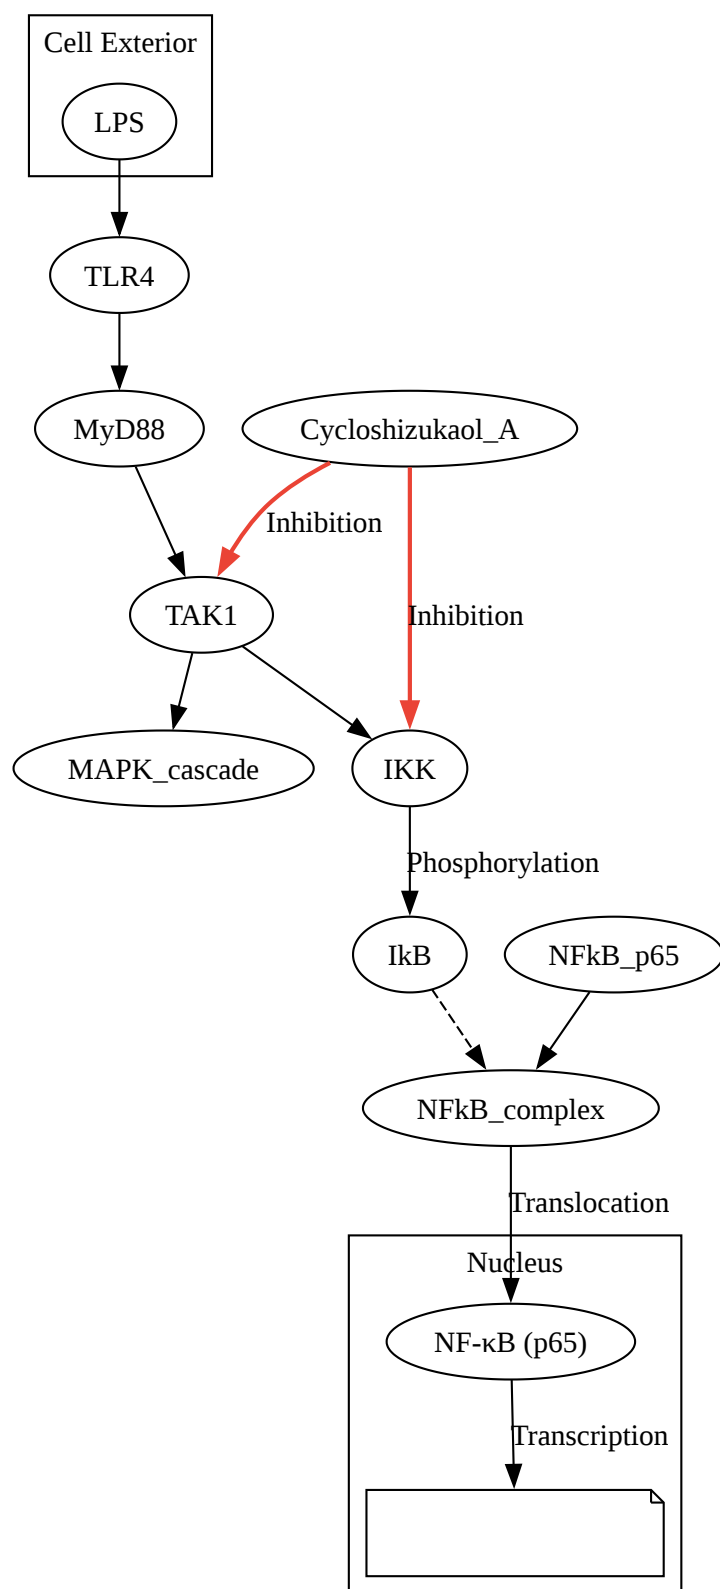 Cell Exterior
LPS
TLR4
MyD88
Cycloshizukaol_A
Inhibition
TAK1
Inhibition
MAPK_cascade
IKK
Phosphorylation
IkB
NFkB_p65
NFkB_complex
Translocation
Nucleus
NF-κB (p65)
Transcription